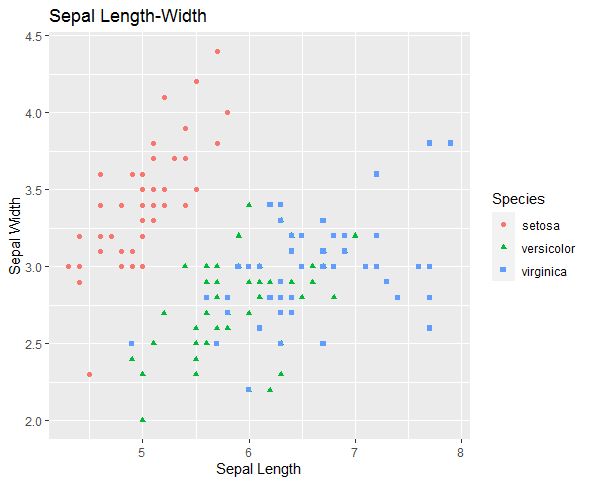 Sepal Length-Width
4.5
4.0
3.5
3.0
2.5
2.0
Sepal Width
5 6 7 8
Sepal Length
Species
setosa
versicolor
virginica